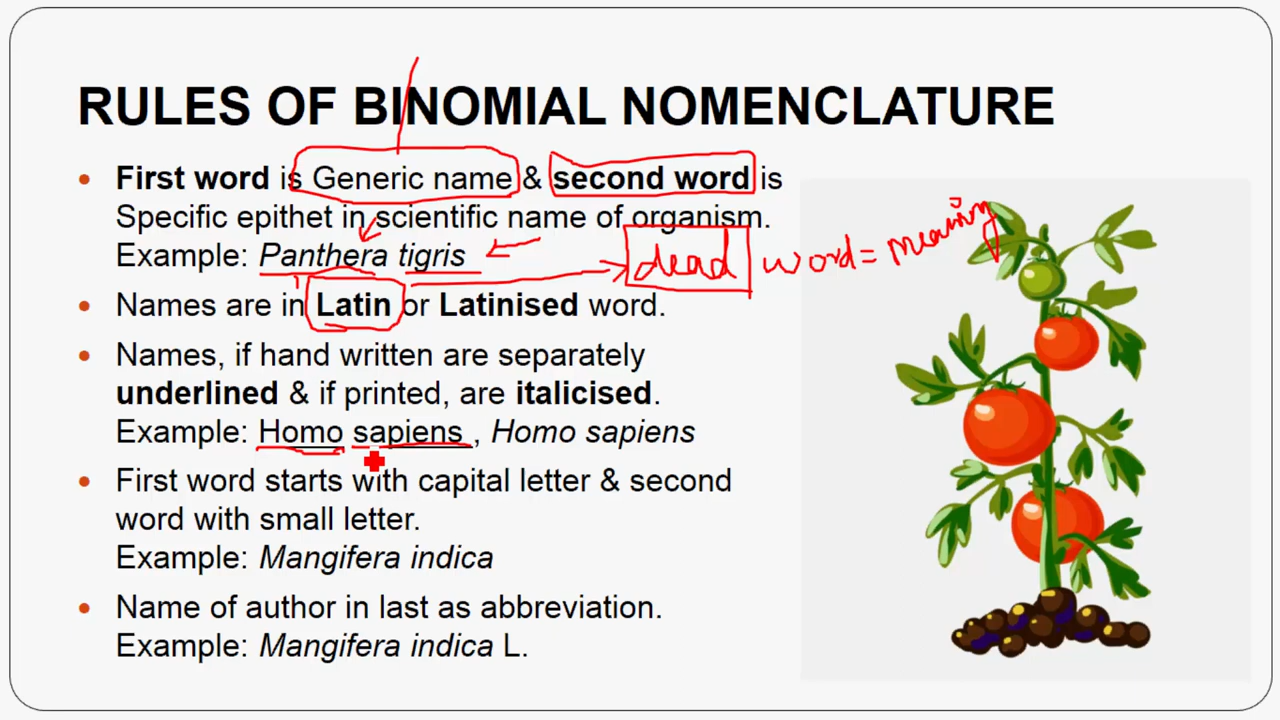 RULES OF BINOMIAL NOMENCLATURE
• First word is Generic name & second word is
Specific epithet in scientific name of organism.
Example: Panthera tigris
dead word = meaning
• Names are in Latin or Latinised word.
• Names, if hand written are separately
underlined & if printed, are italicised.
Example: Homo sapiens , Homo sapiens
• First word starts with capital letter & second
word with small letter.
Example: Mangifera indica
• Name of author in last as abbreviation.
Example: Mangifera indica L.